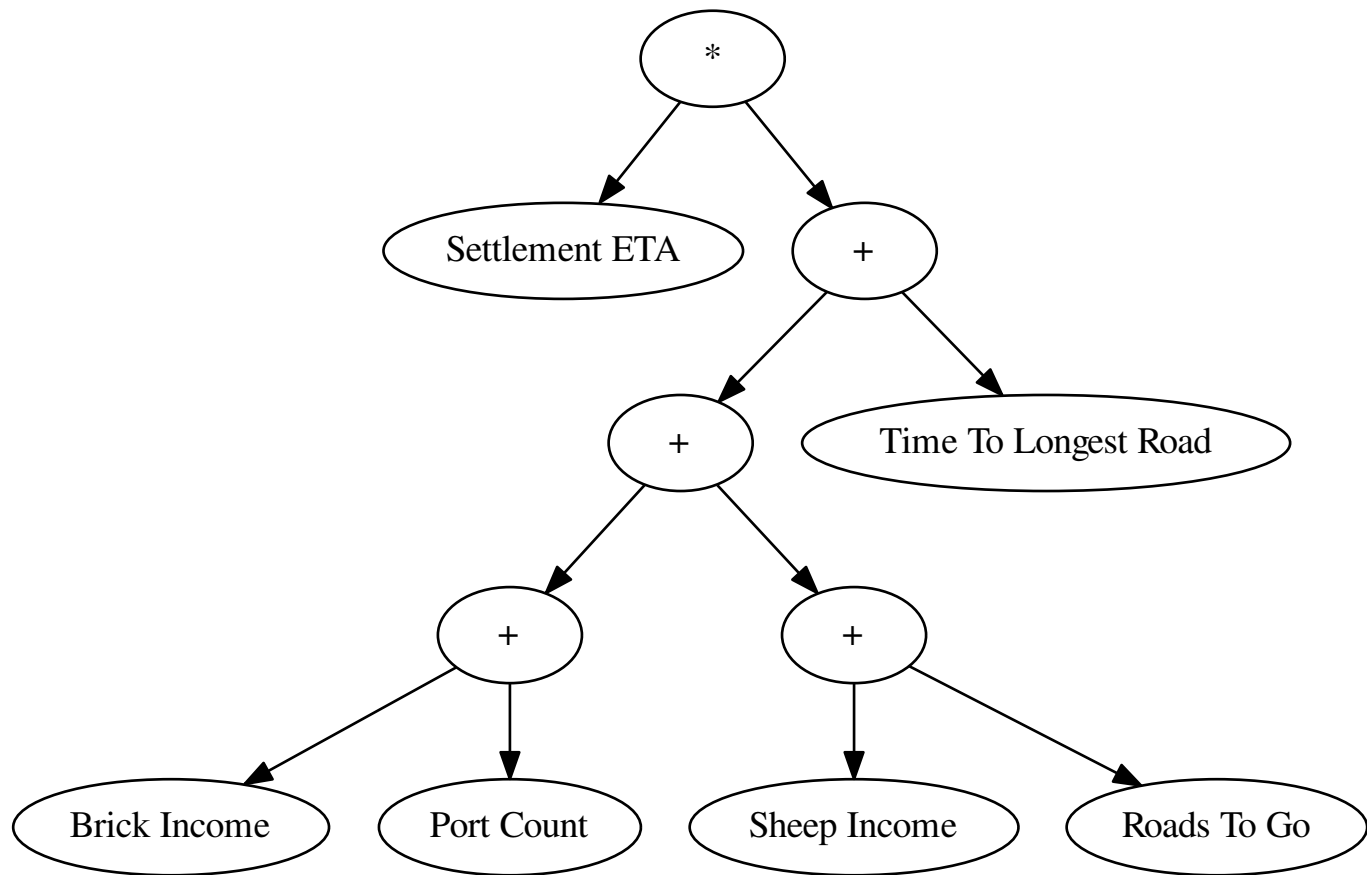 *
Settlement ETA
+
+
Time To Longest Road
+
+
Brick Income
Port Count
Sheep Income
Roads To Go